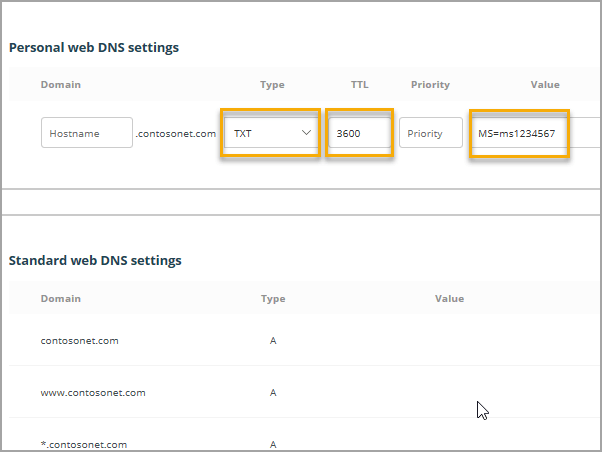 Personal web DNS settings
Domain Type TTL Priority Value
Hostname .contosonet.com TXT 3600 Priority MS=ms1234567
Standard web DNS settings
Domain Type Value
contosonet.com A
www.contosonet.com A
*.contosonet.com A